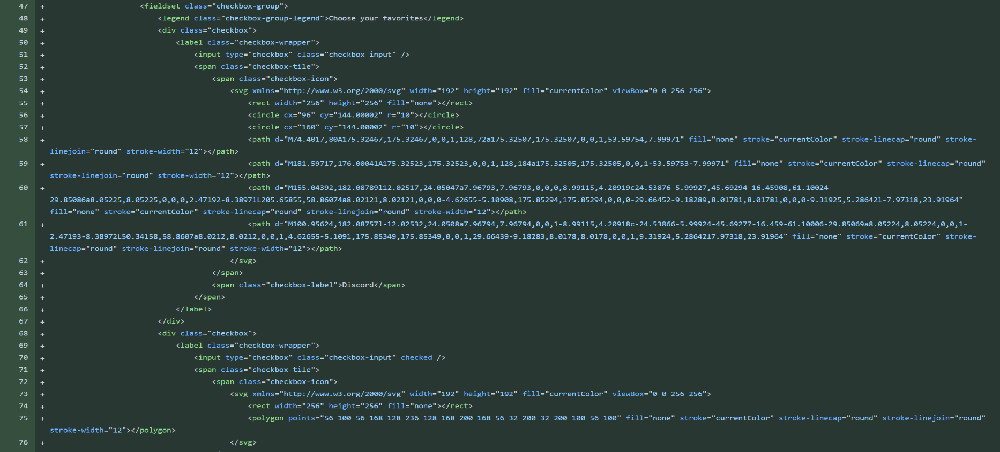 47 + <fieldset class="checkbox-group">
48 + <legend class="checkbox-group-legend">Choose your favorites</legend>
49 + <div class="checkbox">
50 + <label class="checkbox-wrapper">
51 + <input type="checkbox" class="checkbox-input" />
52 + <span class="checkbox-tile">
53 + <span class="checkbox-icon">
54 + <svg xmlns="http://www.w3.org/2000/svg" width="192" height="192" fill="currentColor" viewBox="0 0 256 256">
55 + <rect width="256" height="256" fill="none"></rect>
56 + <circle cx="96" cy="144.00002" r="10"></circle>
57 + <circle cx="160" cy="144.00002" r="10"></circle>
58 + <path d="M74.4017,80A175.32467,175.32467,0,0,1,128,72a175.32507,175.32507,0,0,1,53.59754,7.99971" fill="none" stroke="currentColor" stroke-linecap="round" stroke-
linejoin="round" stroke-width="12"></path>
59 + <path d="M181.59717,176.00041A175.32523,175.32523,0,0,1,128,184a175.32505,175.32505,0,0,1-53.59753-7.99971" fill="none" stroke="currentColor" stroke-linecap="round"
stroke-linejoin="round" stroke-width="12"></path>
60 + <path d="M155.04392,182.08789l12.02517,24.05047a7.96793,7.96793,0,0,0,8.99115,4.20919c24.53876-5.99927,45.69294-16.45908,61.10024-
29.85086a8.05225,8.05225,0,0,0,2.47192-8.38971L205.65855,58.86074a8.02121,8.02121,0,0,0-4.62655-5.10908,175.85294,175.85294,0,0,0-29.66452-9.18289,8.01781,8.01781,0,0,0-9.31925,5.28642l-7.97318,23.91964"
fill="none" stroke="currentColor" stroke-linecap="round" stroke-linejoin="round" stroke-width="12"></path>
61 + <path d="M100.95624,182.08757l-12.02532,24.0508a7.96794,7.96794,0,0,1-8.99115,4.20918c-24.53866-5.99924-45.69277-16.459-61.10006-29.85069a8.05224,8.05224,0,0,1-
2.47193-8.38972L50.34158,58.8607a8.0212,8.0212,0,0,1,4.62655-5.1091,175.85349,175.85349,0,0,1,29.66439-9.18283,8.0178,8.0178,0,0,1,9.31924,5.28642l7.97318,23.91964" fill="none" stroke="currentColor" stroke-
linecap="round" stroke-linejoin="round" stroke-width="12"></path>
62 + </svg>
63 + </span>
64 + <span class="checkbox-label">Discord</span>
65 + </span>
66 + </label>
67 + </div>
68 + <div class="checkbox">
69 + <label class="checkbox-wrapper">
70 + <input type="checkbox" class="checkbox-input" checked />
71 + <span class="checkbox-tile">
72 + <span class="checkbox-icon">
73 + <svg xmlns="http://www.w3.org/2000/svg" width="192" height="192" fill="currentColor" viewBox="0 0 256 256">
74 + <rect width="256" height="256" fill="none"></rect>
75 + <polygon points="56 100 56 168 128 236 128 168 200 168 56 32 200 32 200 100 56 100" fill="none" stroke="currentColor" stroke-linecap="round" stroke-linejoin="round"
stroke-width="12"></polygon>
76 + </svg>